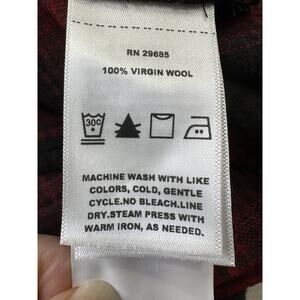 RN 29685
100% VIRGIN WOOL
30C
MACHINE WASH WITH LIKE
COLORS, COLD, GENTLE
CYCLE.NO BLEACH.LINE
DRY.STEAM PRESS WITH
WARM IRON, AS NEEDED.